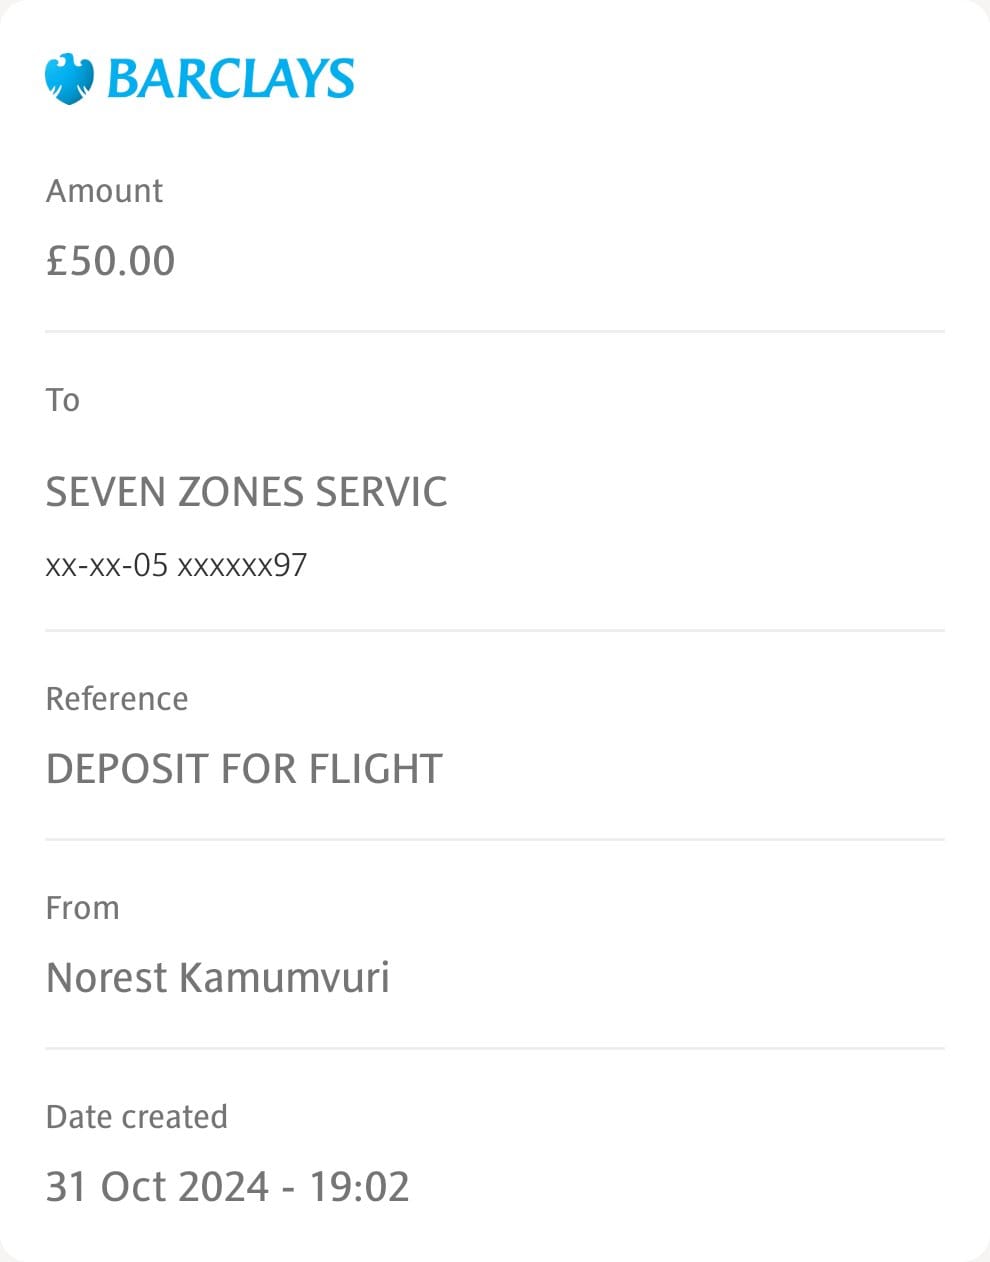 BARCLAYS
Amount
£50.00
To
SEVEN ZONES SERVIC
xx-xx-05 xxxxxx97
Reference
DEPOSIT FOR FLIGHT
From
Norest Kamumvuri
Date created
31 Oct 2024 - 19:02